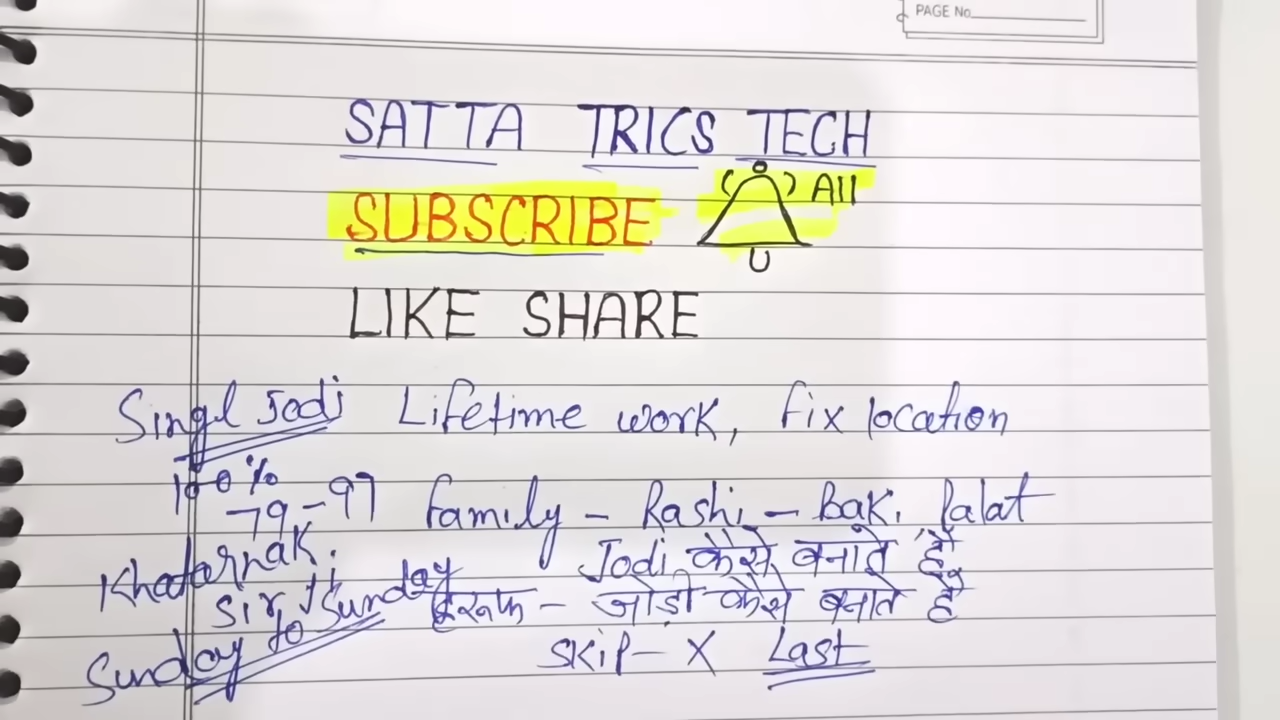 PAGE No.
SATTA TRICS TECH
SUBSCRIBE All
LIKE SHARE
Singl Jodi Lifetime work, fix location
100%
79-97 family - Rashi - Bak. Palat
Khatarnak. Jodi कैसे बनाते हैं
Sir Ji हरूफ - जोड़ी कैसे बनाते हैं
Sunday to Sunday
SKIP - X Last